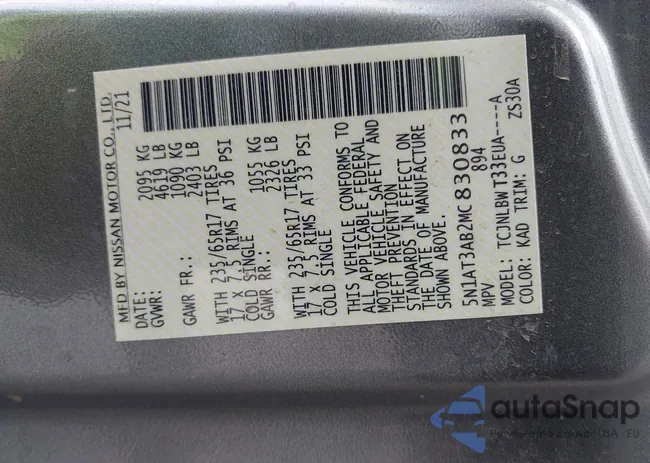 MFD BY NISSAN MOTOR CO., LTD.
DATE: 11/21
GVWR: 2095 KG
4619 LB
GAWR FR.: 1090 KG
2403 LB
WITH 235/65R17 TIRES
17 x 7.5 RIMS AT 36 PSI
COLD SINGLE
GAWR RR.: 1055 KG
2326 LB
WITH 235/65R17 TIRES
17 x 7.5 RIMS AT 33 PSI
COLD SINGLE
THIS VEHICLE CONFORMS TO
ALL APPLICABLE FEDERAL
MOTOR VEHICLE SAFETY AND
THEFT PREVENTION
STANDARDS IN EFFECT ON
THE DATE OF MANUFACTURE
SHOWN ABOVE.
5N1AT3AB2MC830833
MPV 894
MODEL: TCJNLBW T33EUA----A
COLOR: KAD TRIM: G ZS30A
autaSnap